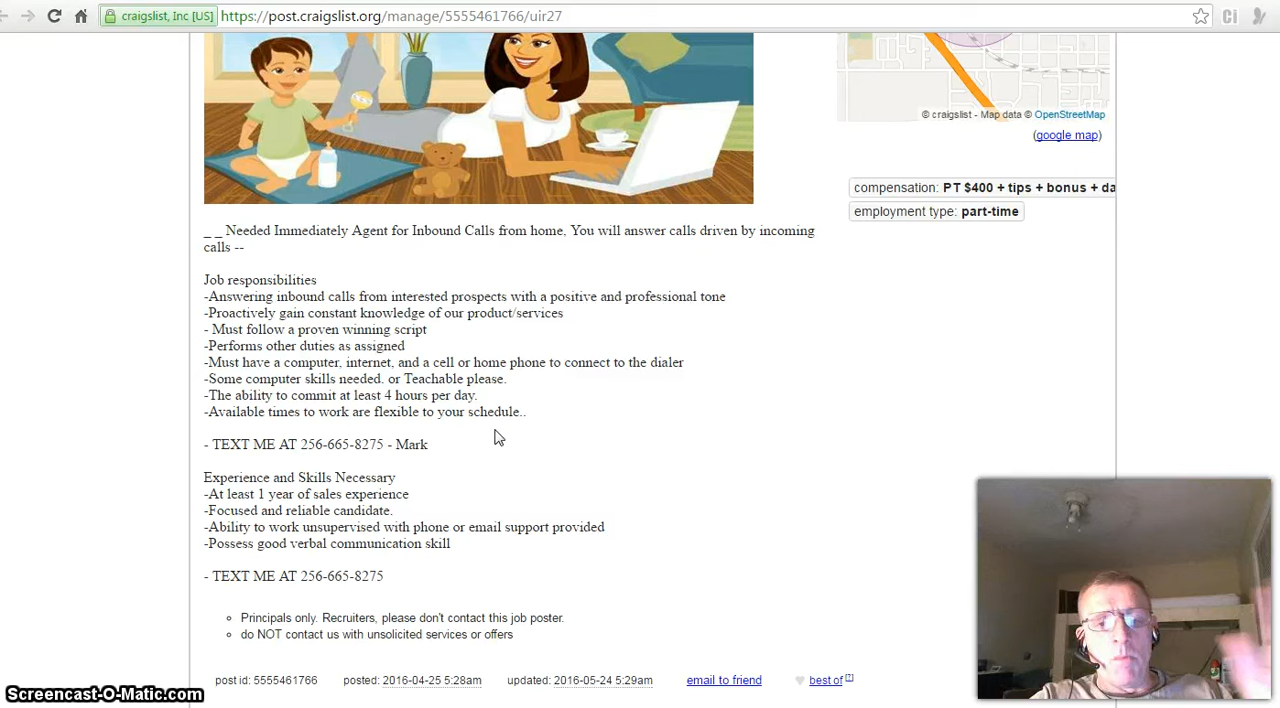 craigslist, Inc [US]
https://post.craigslist.org/manage/5555461766/uir27
Ci
© craigslist - Map data © OpenStreetMap
(google map)
compensation: PT $400 + tips + bonus + da
employment type: part-time
_ _ Needed Immediately Agent for Inbound Calls from home, You will answer calls driven by incoming
calls --
Job responsibilities
-Answering inbound calls from interested prospects with a positive and professional tone
-Proactively gain constant knowledge of our product/services
- Must follow a proven winning script
-Performs other duties as assigned
-Must have a computer, internet, and a cell or home phone to connect to the dialer
-Some computer skills needed. or Teachable please.
-The ability to commit at least 4 hours per day.
-Available times to work are flexible to your schedule..
- TEXT ME AT 256-665-8275 - Mark
Experience and Skills Necessary
-At least 1 year of sales experience
-Focused and reliable candidate.
-Ability to work unsupervised with phone or email support provided
-Possess good verbal communication skill
- TEXT ME AT 256-665-8275
Principals only. Recruiters, please don't contact this job poster.
do NOT contact us with unsolicited services or offers
post id: 5555461766 posted: 2016-04-25 5:28am updated: 2016-05-24 5:29am email to friend best of [?]
Screencast-O-Matic.com